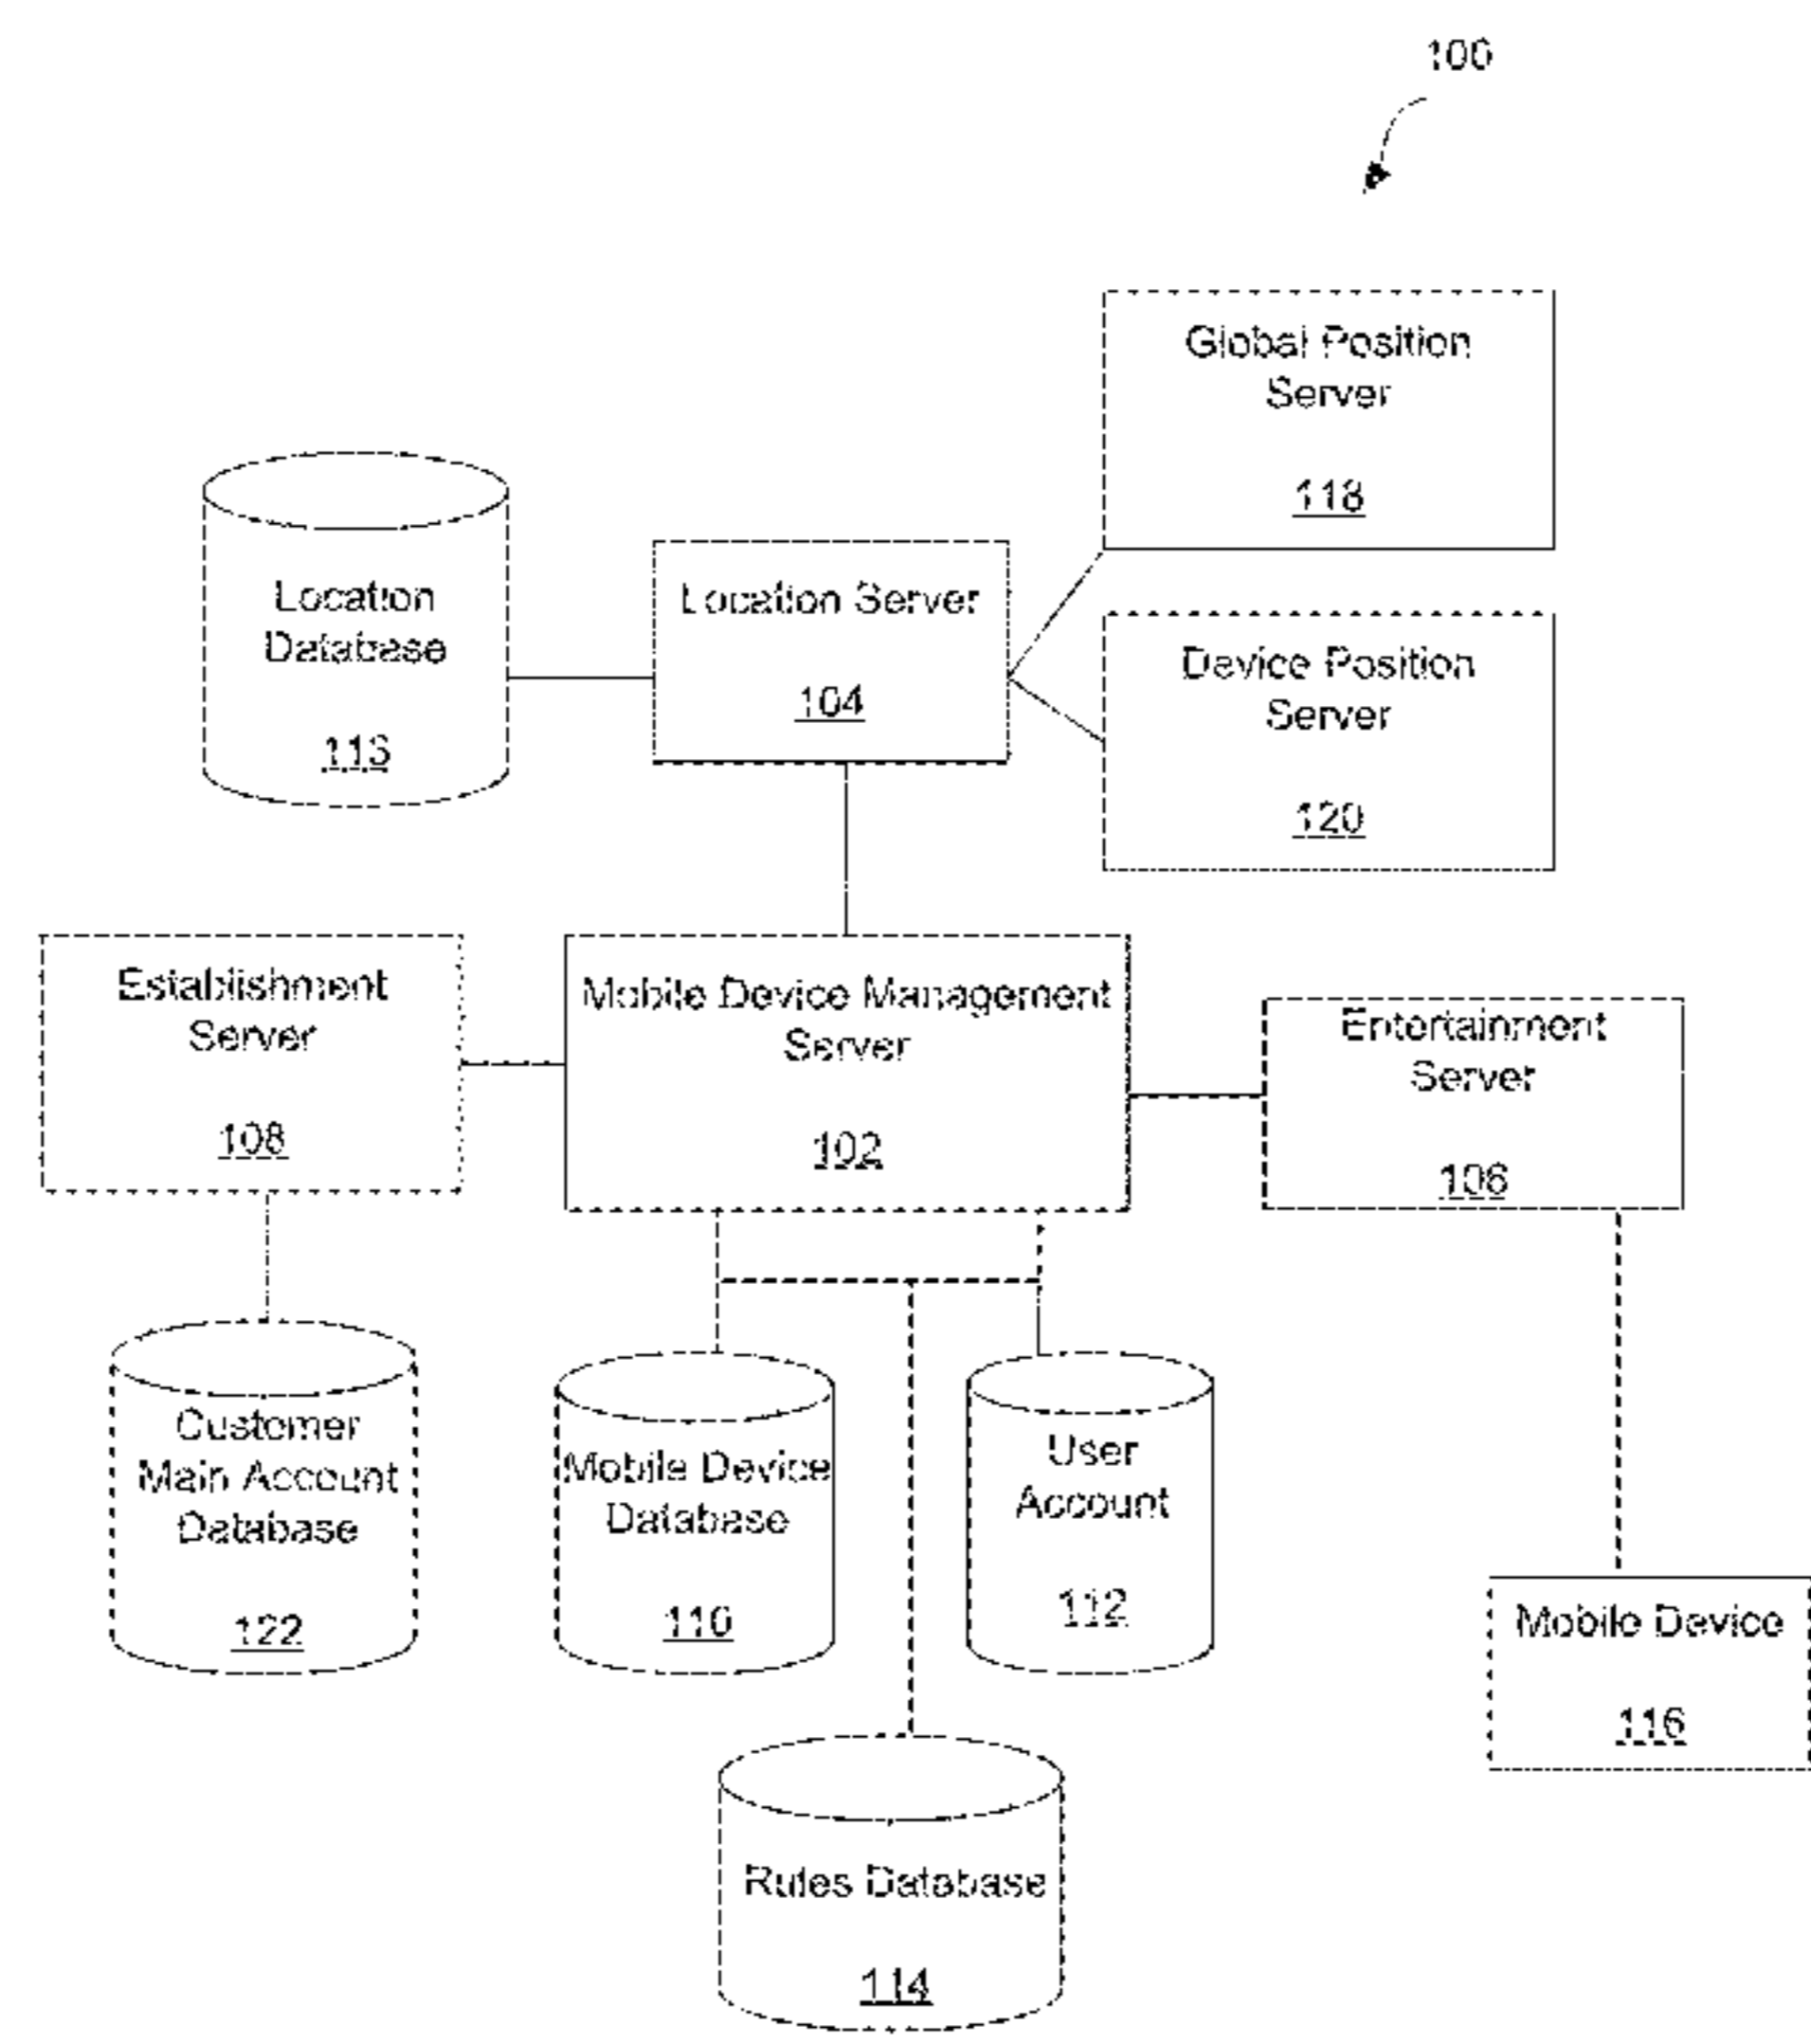 100
Global Position
Server
118
Location
Database
Location Server
104
Device Position
Server
120
Establishment
Server
108
Mobile Device Management
Server
102
Entertainment
Server
106
Customer
Main Account
Database
122
Mobile Device
Database
110
User
Account
112
Mobile Device
116
Rules Database
114